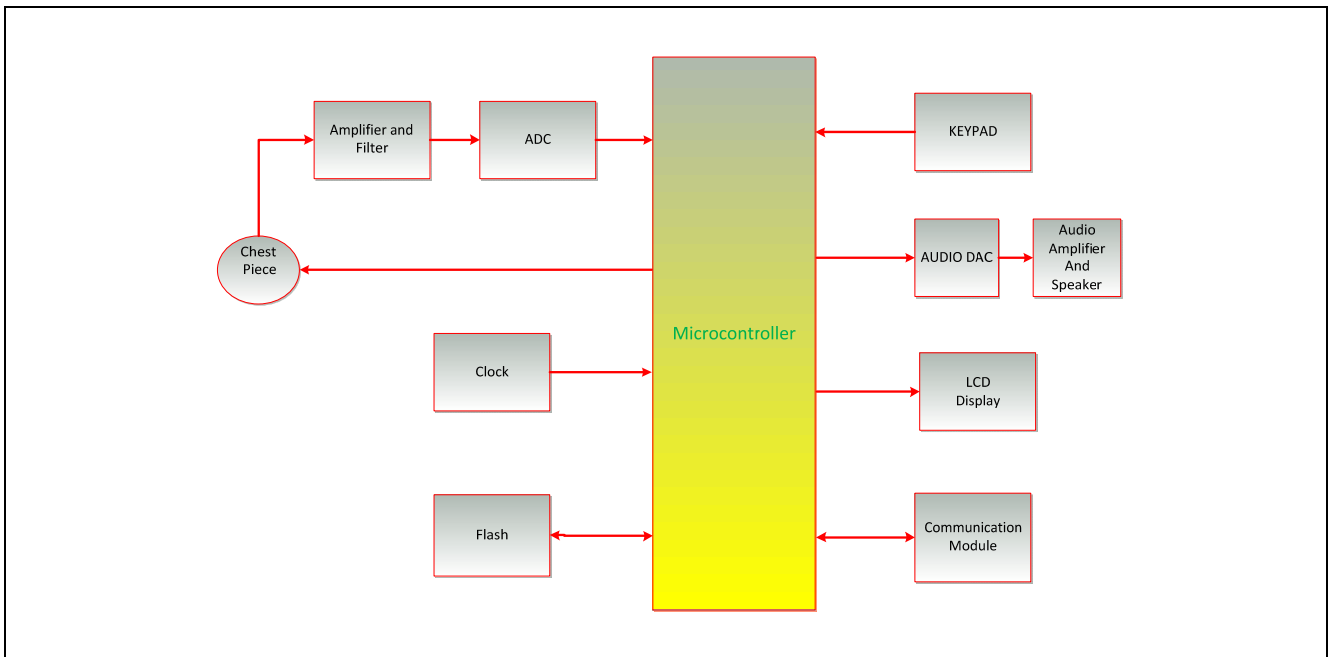 Amplifier and
Filter
ADC
KEYPAD
Chest
Piece
AUDIO DAC
Audio
Amplifier
And
Speaker
Microcontroller
Clock
LCD
Display
Flash
Communication
Module